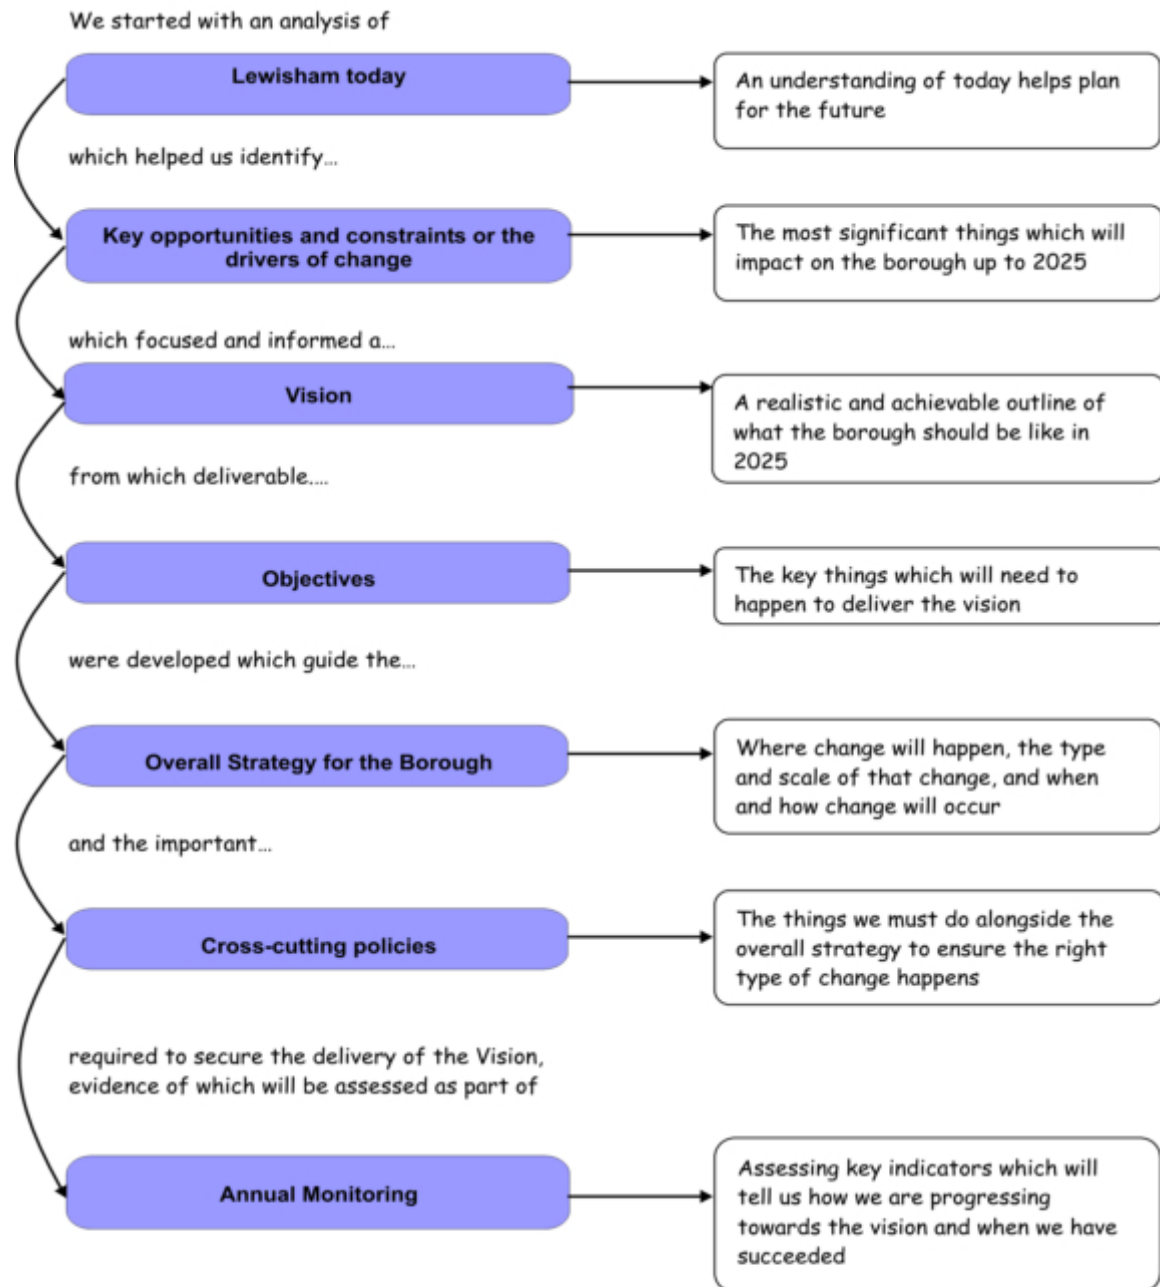 We started with an analysis of
Lewisham today
An understanding of today helps plan
for the future
which helped us identify…
Key opportunities and constraints or the
drivers of change
The most significant things which will
impact on the borough up to 2025
which focused and informed a…
Vision
A realistic and achievable outline of
what the borough should be like in
2025
from which deliverable….
Objectives
The key things which will need to
happen to deliver the vision
were developed which guide the…
Overall Strategy for the Borough
Where change will happen, the type
and scale of that change, and when
and how change will occur
and the important…
Cross-cutting policies
The things we must do alongside the
overall strategy to ensure the right
type of change happens
required to secure the delivery of the Vision,
evidence of which will be assessed as part of
Annual Monitoring
Assessing key indicators which will
tell us how we are progressing
towards the vision and when we have
succeeded